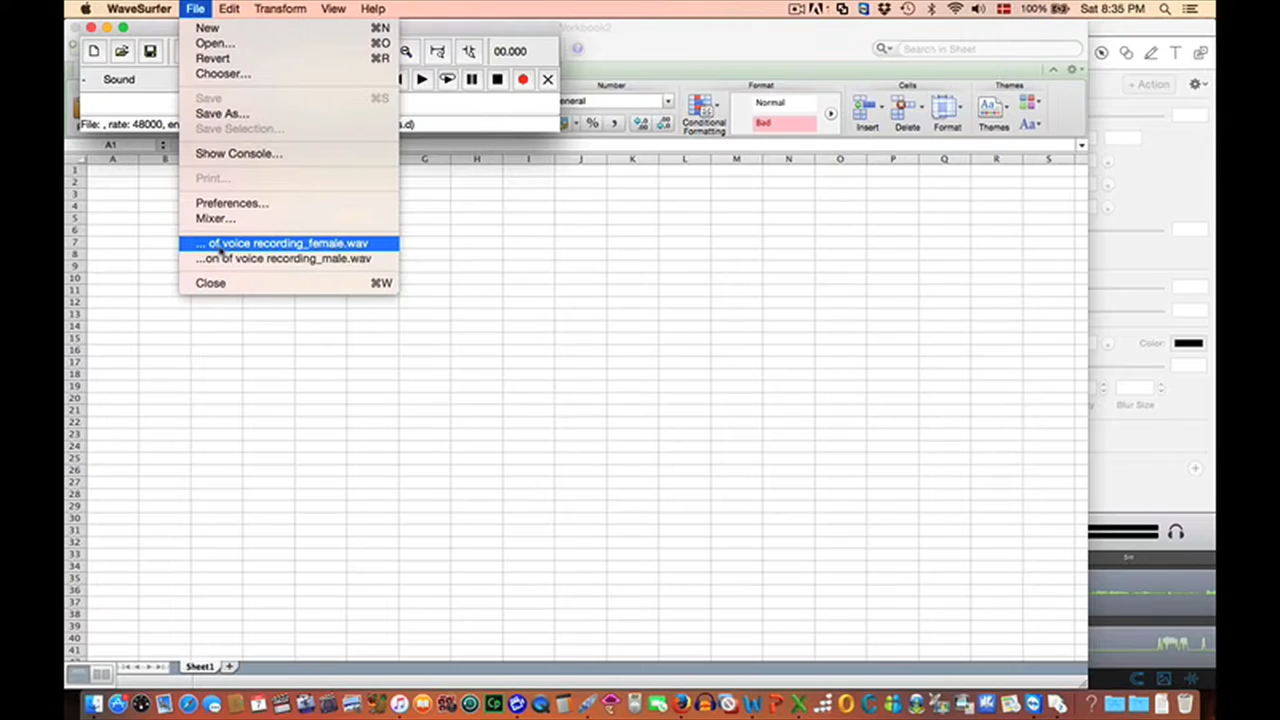 WaveSurfer File Edit Transform View Help 100% Sat 8:35 PM
New ⌘N
Open... ⌘O
Revert ⌘R
Chooser...
Save ⌘S
Save As...
Save Selection...
Show Console...
Print...
Preferences...
Mixer...
... of voice recording_female.wav
...on of voice recording_male.wav
Close ⌘W
00.000
Sound
File: , rate: 48000, en
s.d)
Workbook2
Search in Sheet
Number Format Cells Themes
eneral
%
Conditional
Formatting
Normal
Bad
Insert Delete Format Themes Aa
A1
A B G H I J K L M N O P Q R S
1
2
3
4
5
6
7
8
9
10
11
12
13
14
15
16
17
18
19
20
21
22
23
24
25
26
27
28
29
30
31
32
33
34
35
36
37
38
39
40
41
Sheet1
+ Action
Color:
Blur Size